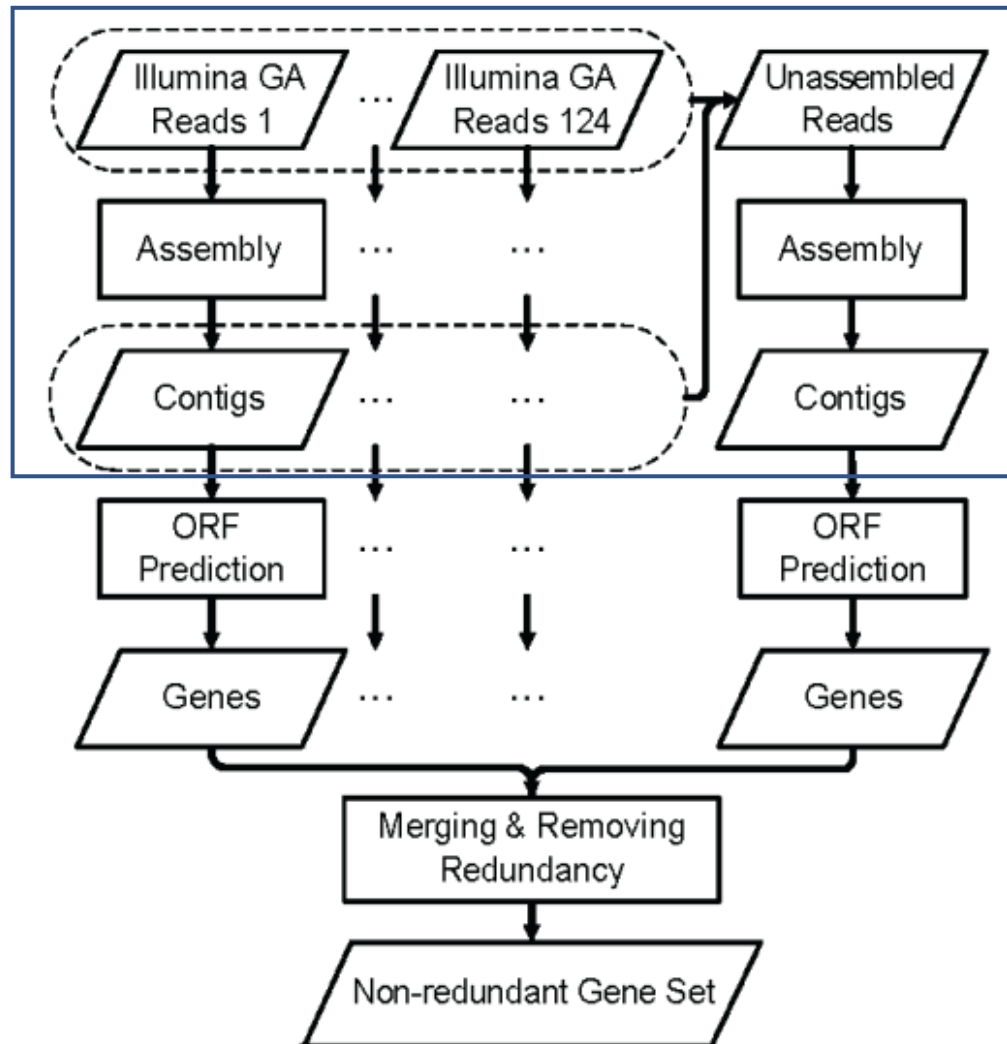 Illumina GA
Reads 1
...
Illumina GA
Reads 124
Unassembled
Reads
Assembly
...
...
Assembly
Contigs
...
...
Contigs
ORF
Prediction
...
...
ORF
Prediction
Genes
...
...
Genes
Merging & Removing
Redundancy
Non-redundant Gene Set